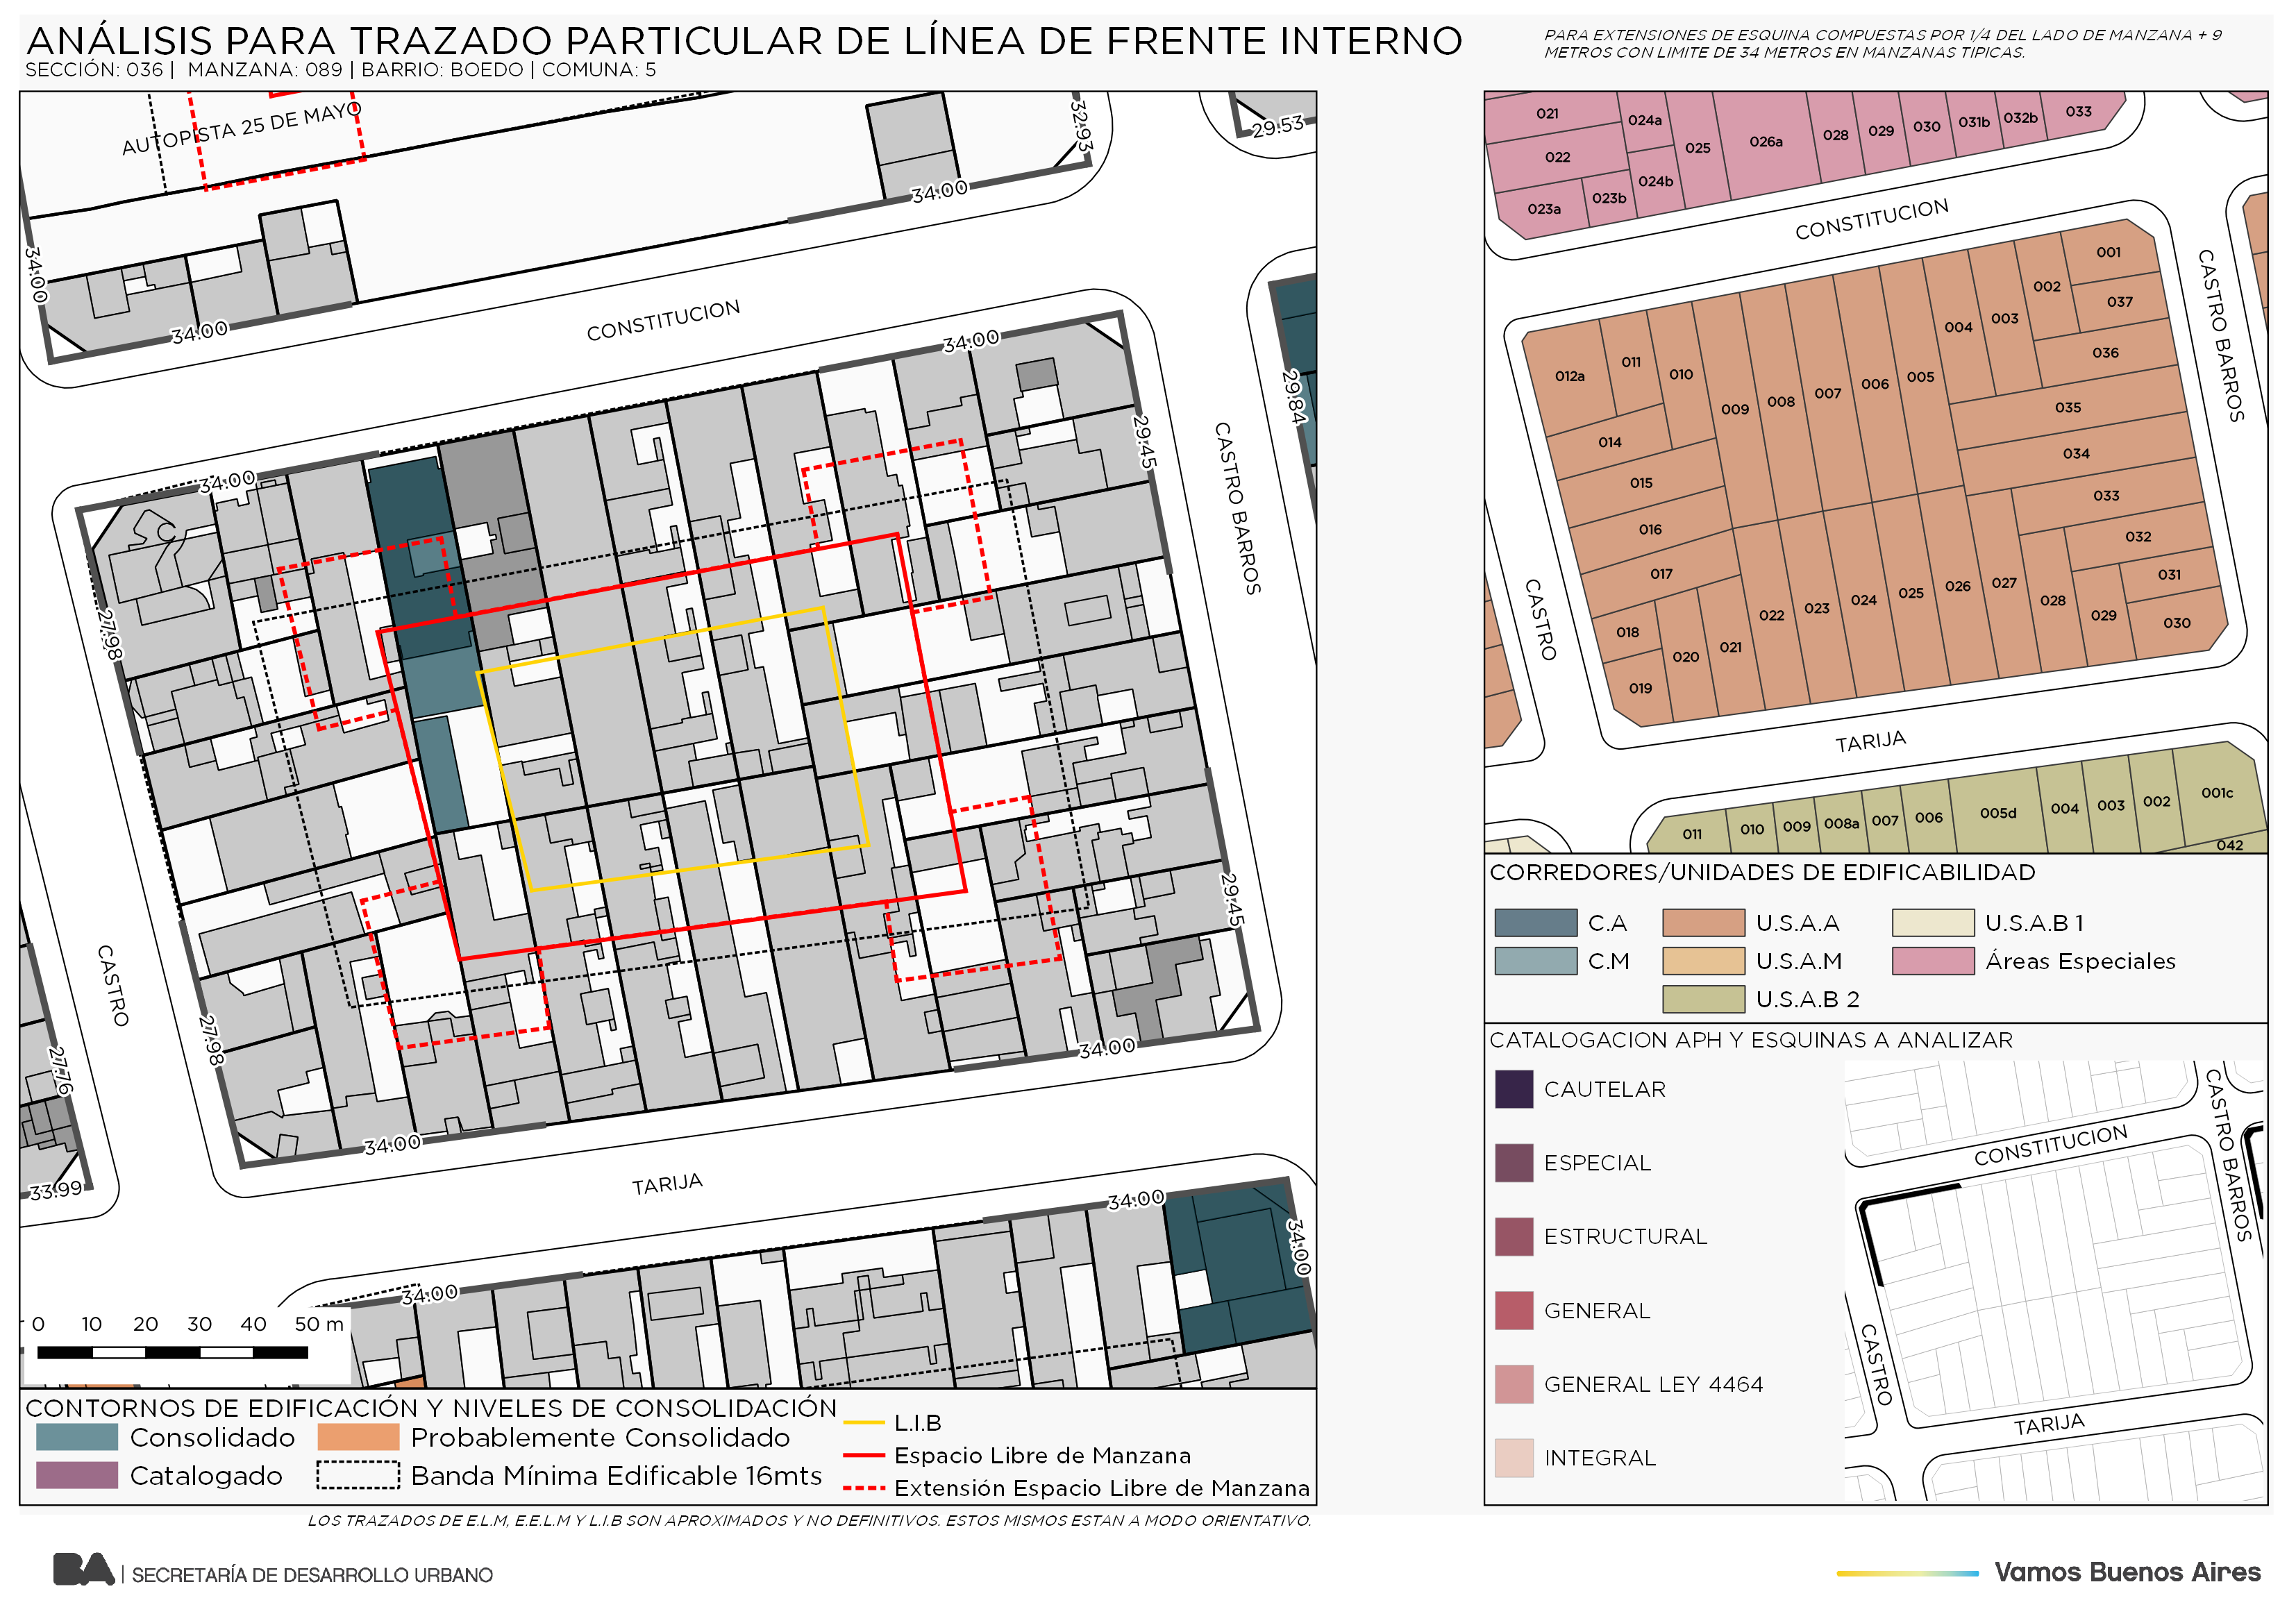 ANÁLISIS PARA TRAZADO PARTICULAR DE LÍNEA DE FRENTE INTERNO
SECCIÓN: 036 | MANZANA: 089 | BARRIO: BOEDO | COMUNA: 5
PARA EXTENSIONES DE ESQUINA COMPUESTAS POR 1/4 DEL LADO DE MANZANA + 9
METROS CON LIMITE DE 34 METROS EN MANZANAS TIPICAS.
AUTOPISTA 25 DE MAYO
32.93
29.53
34.00
34.00
34.00
CONSTITUCION
34.00
29.84
29.45
CASTRO BARROS
34.00
27.98
CASTRO
27.98
29.45
34.00
34.00
27.76
33.99
TARIJA
34.00
34.00
34.00
0 10 20 30 40 50 m
CONTORNOS DE EDIFICACIÓN Y NIVELES DE CONSOLIDACIÓN
Consolidado
Probablemente Consolidado
Catalogado
Banda Mínima Edificable 16mts
L.I.B
Espacio Libre de Manzana
Extensión Espacio Libre de Manzana
LOS TRAZADOS DE E.L.M, E.E.L.M Y L.I.B SON APROXIMADOS Y NO DEFINITIVOS. ESTOS MISMOS ESTAN A MODO ORIENTATIVO.
021
022
023a
023b
024a
024b
025
026a
028
029
030
031b
032b
033
CONSTITUCION
CASTRO BARROS
001
037
002
036
003
004
005
006
007
008
009
010
011
012a
014
015
016
017
018
019
020
021
022
023
024
025
026
027
028
029
030
031
032
033
034
035
CASTRO
TARIJA
011
010
009
008a
007
006
005d
004
003
002
001c
042
CORREDORES/UNIDADES DE EDIFICABILIDAD
C.A
U.S.A.A
U.S.A.B 1
C.M
U.S.A.M
Áreas Especiales
U.S.A.B 2
CATALOGACION APH Y ESQUINAS A ANALIZAR
CAUTELAR
ESPECIAL
ESTRUCTURAL
GENERAL
GENERAL LEY 4464
INTEGRAL
CONSTITUCION
CASTRO BARROS
CASTRO
TARIJA
BA | SECRETARÍA DE DESARROLLO URBANO
Vamos Buenos Aires